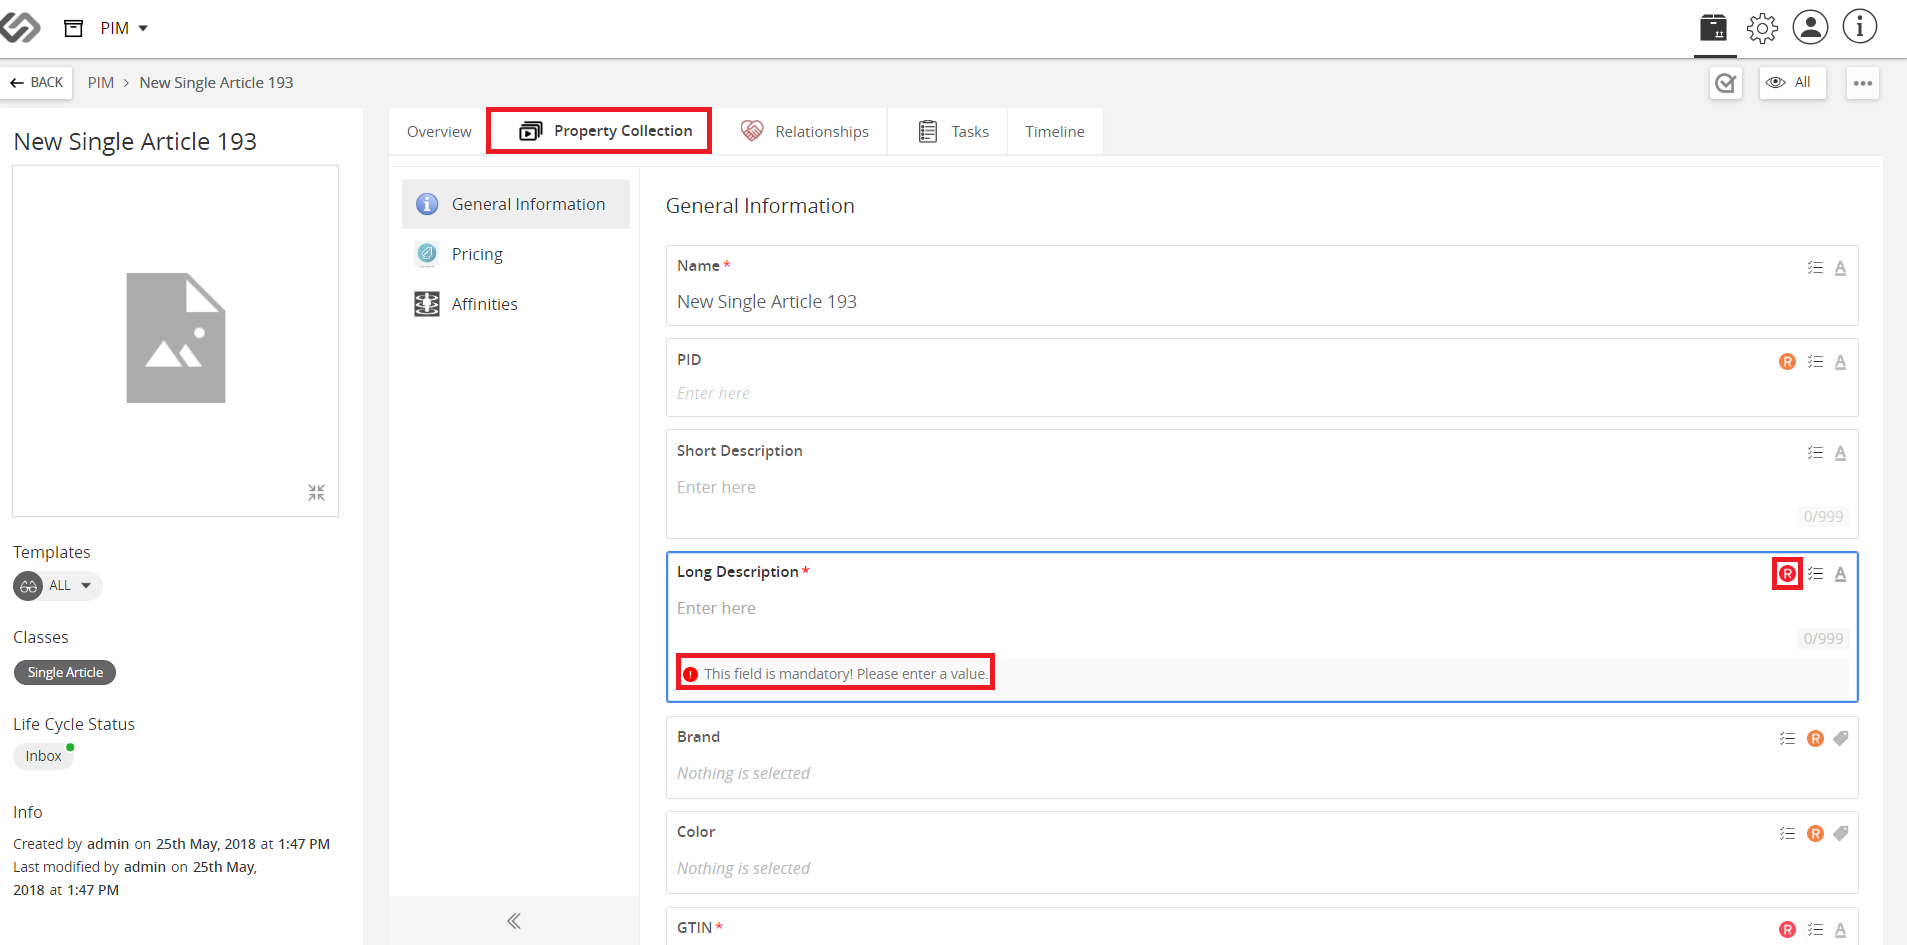 PIM
BACK PIM > New Single Article 193
All
New Single Article 193
Overview Property Collection Relationships Tasks Timeline
General Information
Pricing
Affinities
General Information
Name *
New Single Article 193
A
PID
Enter here
R A
Short Description
Enter here
A
0/999
Long Description *
Enter here
R A
0/999
! This field is mandatory! Please enter a value.
Brand
Nothing is selected
R
Color
Nothing is selected
R
GTIN *
R A
Templates
ALL
Classes
Single Article
Life Cycle Status
Inbox
Info
Created by admin on 25th May, 2018 at 1:47 PM
Last modified by admin on 25th May,
2018 at 1:47 PM